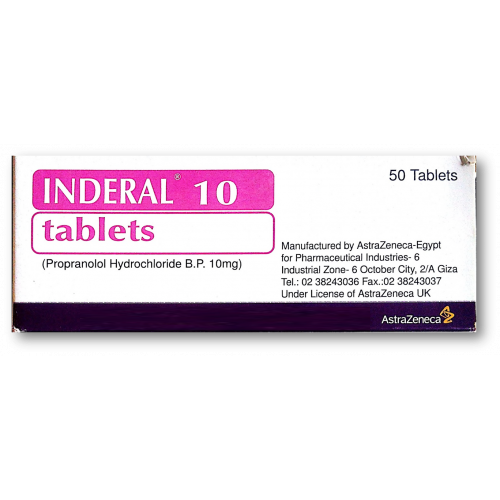 INDERAL® 10
tablets
(Propranolol Hydrochloride B.P. 10mg)
50 Tablets
Manufactured by AstraZeneca-Egypt
for Pharmaceutical Industries- 6
Industrial Zone- 6 October City, 2/A Giza
Tel.: 02 38243036 Fax.:02 38243037
Under License of AstraZeneca UK
AstraZeneca